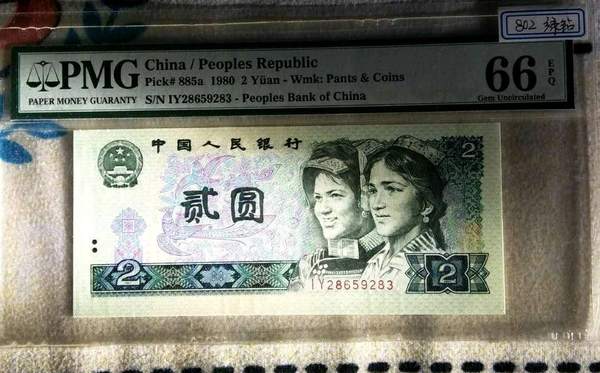 802 绿钻
PMG
PAPER MONEY GUARANTY
China / Peoples Republic
Pick# 885a 1980 2 Yüan - Wmk: Pants & Coins
S/N IY28659283 - Peoples Bank of China
66 EPQ
Gem Uncirculated
中国人民银行
2
贰圆
2
2
IY28659283